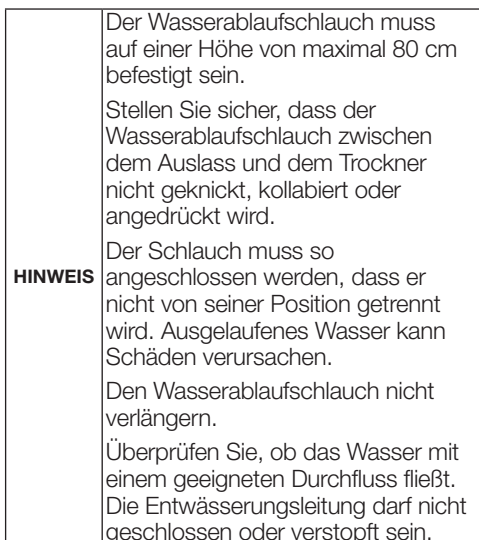 Der Wasserablaufschlauch muss
auf einer Höhe von maximal 80 cm
befestigt sein.
Stellen Sie sicher, dass der
Wasserablaufschlauch zwischen
dem Auslass und dem Trockner
nicht geknickt, kollabiert oder
angedrückt wird.
Der Schlauch muss so
HINWEIS angeschlossen werden, dass er
nicht von seiner Position getrennt
wird. Ausgelaufenes Wasser kann
Schäden verursachen.
Den Wasserablaufschlauch nicht
verlängern.
Überprüfen Sie, ob das Wasser mit
einem geeigneten Durchfluss fließt.
Die Entwässerungsleitung darf nicht
geschlossen oder verstopft sein.